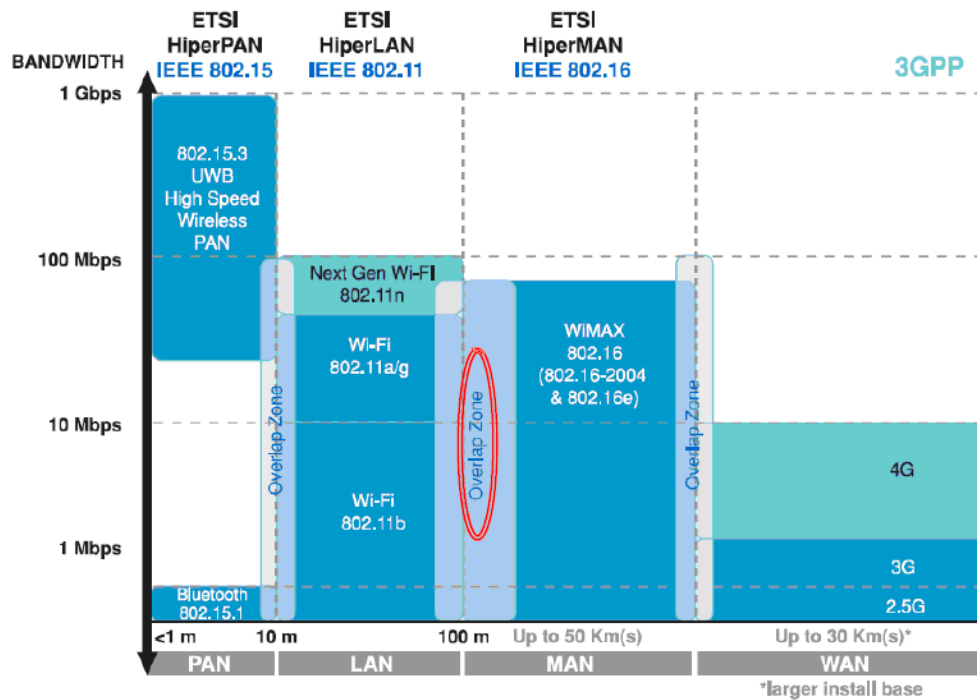 ETSI
HiperPAN
IEEE 802.15
ETSI
HiperLAN
IEEE 802.11
ETSI
HiperMAN
IEEE 802.16
3GPP
BANDWIDTH
1 Gbps
100 Mbps
10 Mbps
1 Mbps
802.15.3
UWB
High Speed
Wireless
PAN
Bluetooth
802.15.1
Overlap Zone
Next Gen Wi-Fi
802.11n
Wi-Fi
802.11a/g
Wi-Fi
802.11b
Overlap Zone
WiMAX
802.16
(802.16-2004
& 802.16e)
Overlap Zone
4G
3G
2.5G
<1 m
10 m
100 m
Up to 50 Km(s)
Up to 30 Km(s)*
PAN
LAN
MAN
WAN
*larger install base